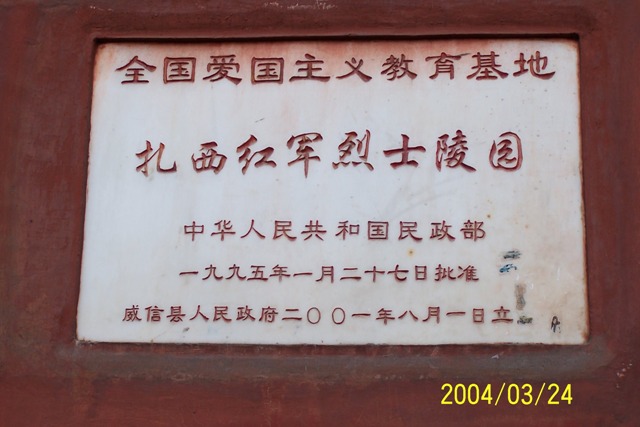 全国爱国主义教育基地
扎西红军烈士陵园
中华人民共和国民政部
一九九五年一月二十七日批准
威信县人民政府二〇〇一年八月一日立
2004/03/24